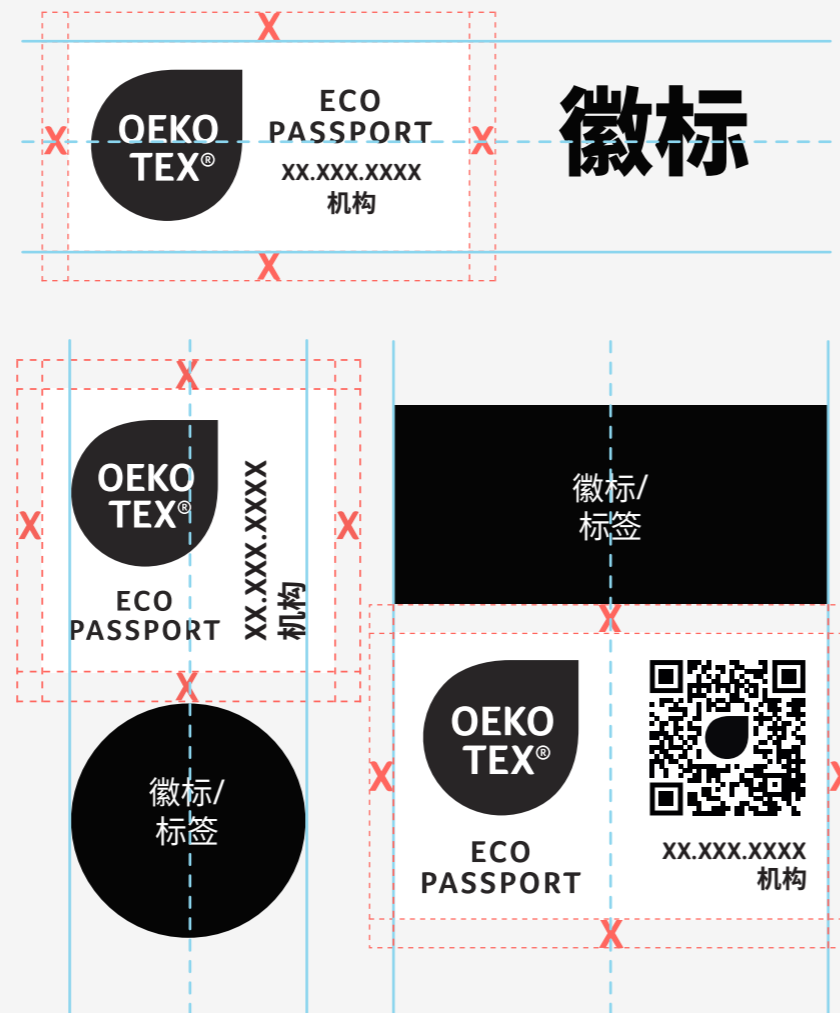 X
OEKO
TEX®
ECO
PASSPORT
XX.XXX.XXXX
机构
X
X
徽标
X
X
OEKO
TEX®
ECO
PASSPORT
XX.XXX.XXXX
机构
X
X
X
徽标/
标签
徽标/
标签
X
OEKO
TEX®
ECO
PASSPORT
XX.XXX.XXXX
机构
X
X
X